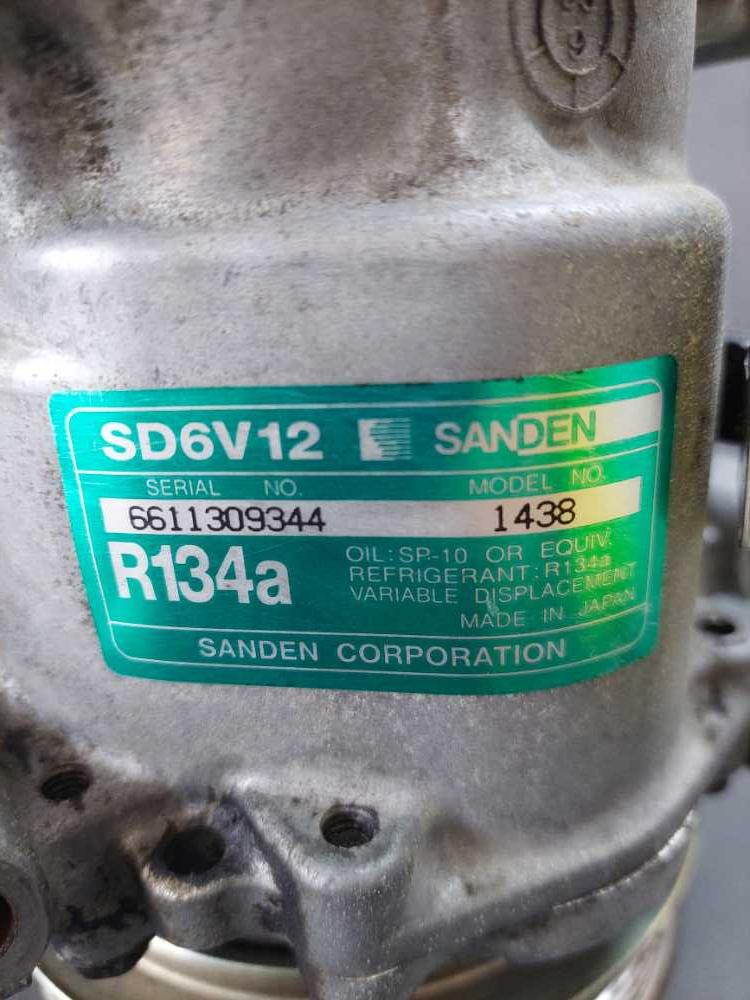 SD6V12 SANDEN
SERIAL NO. MODEL NO.
6611309344 1438
R134a
OIL:SP-10 OR EQUIV.
REFRIGERANT:R134a
VARIABLE DISPLACEMENT
MADE IN JAPAN
SANDEN CORPORATION